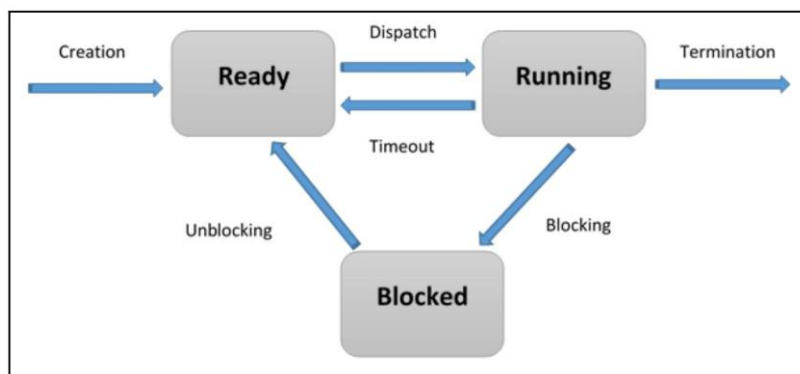 Creation
Ready
Dispatch
Timeout
Running
Termination
Unblocking
Blocking
Blocked